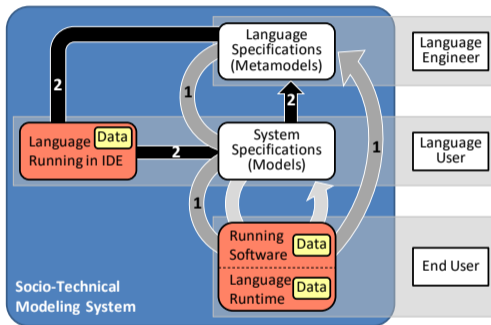 Language
Specifications
(Metamodels)
Language
Engineer
2
1
2
1
Language
Running in IDE
Data
2
System
Specifications
(Models)
Language
User
1
Running
Software
Data
Language
Runtime
Data
End User
Socio-Technical
Modeling System